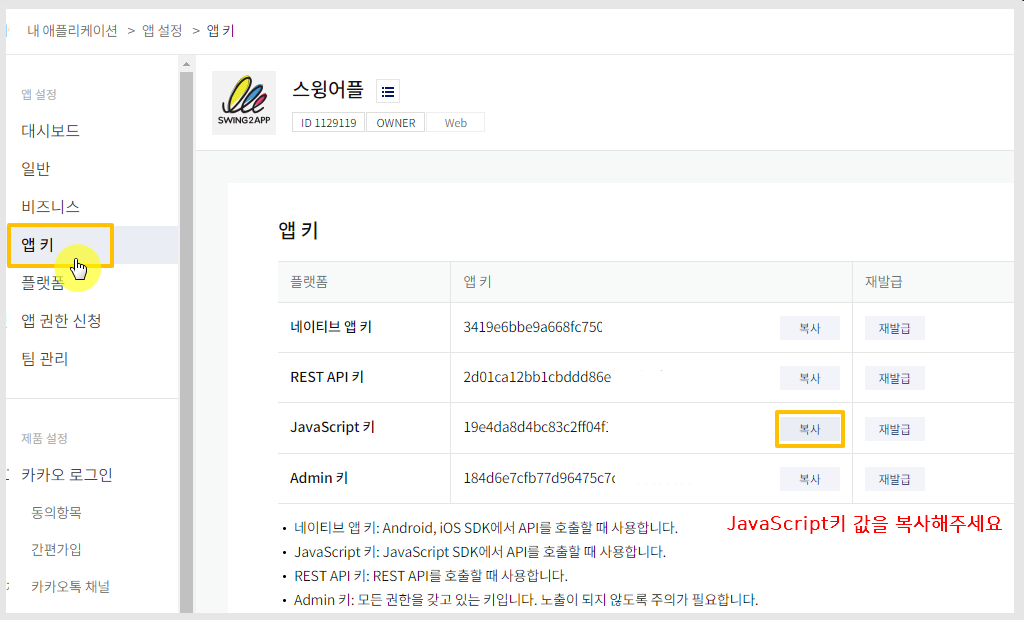 내 애플리케이션 > 앱 설정 > 앱 키
앱 설정
대시보드
일반
비즈니스
앱 키
플랫폼
앱 권한 신청
팀 관리
제품 설정
카카오 로그인
동의항목
간편가입
카카오톡 채널
SWING2APP
스윙어플
ID 1129119 OWNER Web
앱 키
플랫폼 앱 키 재발급
네이티브 앱 키 3419e6bbe9a668fc750 복사 재발급
REST API 키 2d01ca12bb1cbddd86e 복사 재발급
JavaScript 키 19e4da8d4bc83c2ff04f. 복사 재발급
Admin 키 184d6e7cfb77d96475c7 복사 재발급
• 네이티브 앱 키: Android, iOS SDK에서 API를 호출할 때 사용합니다.
JavaScript키 값을 복사해주세요
• JavaScript 키: JavaScript SDK에서 API를 호출할 때 사용합니다.
• REST API 키: REST API를 호출할 때 사용합니다.
• Admin 키: 모든 권한을 갖고 있는 키입니다. 노출이 되지 않도록 주의가 필요합니다.